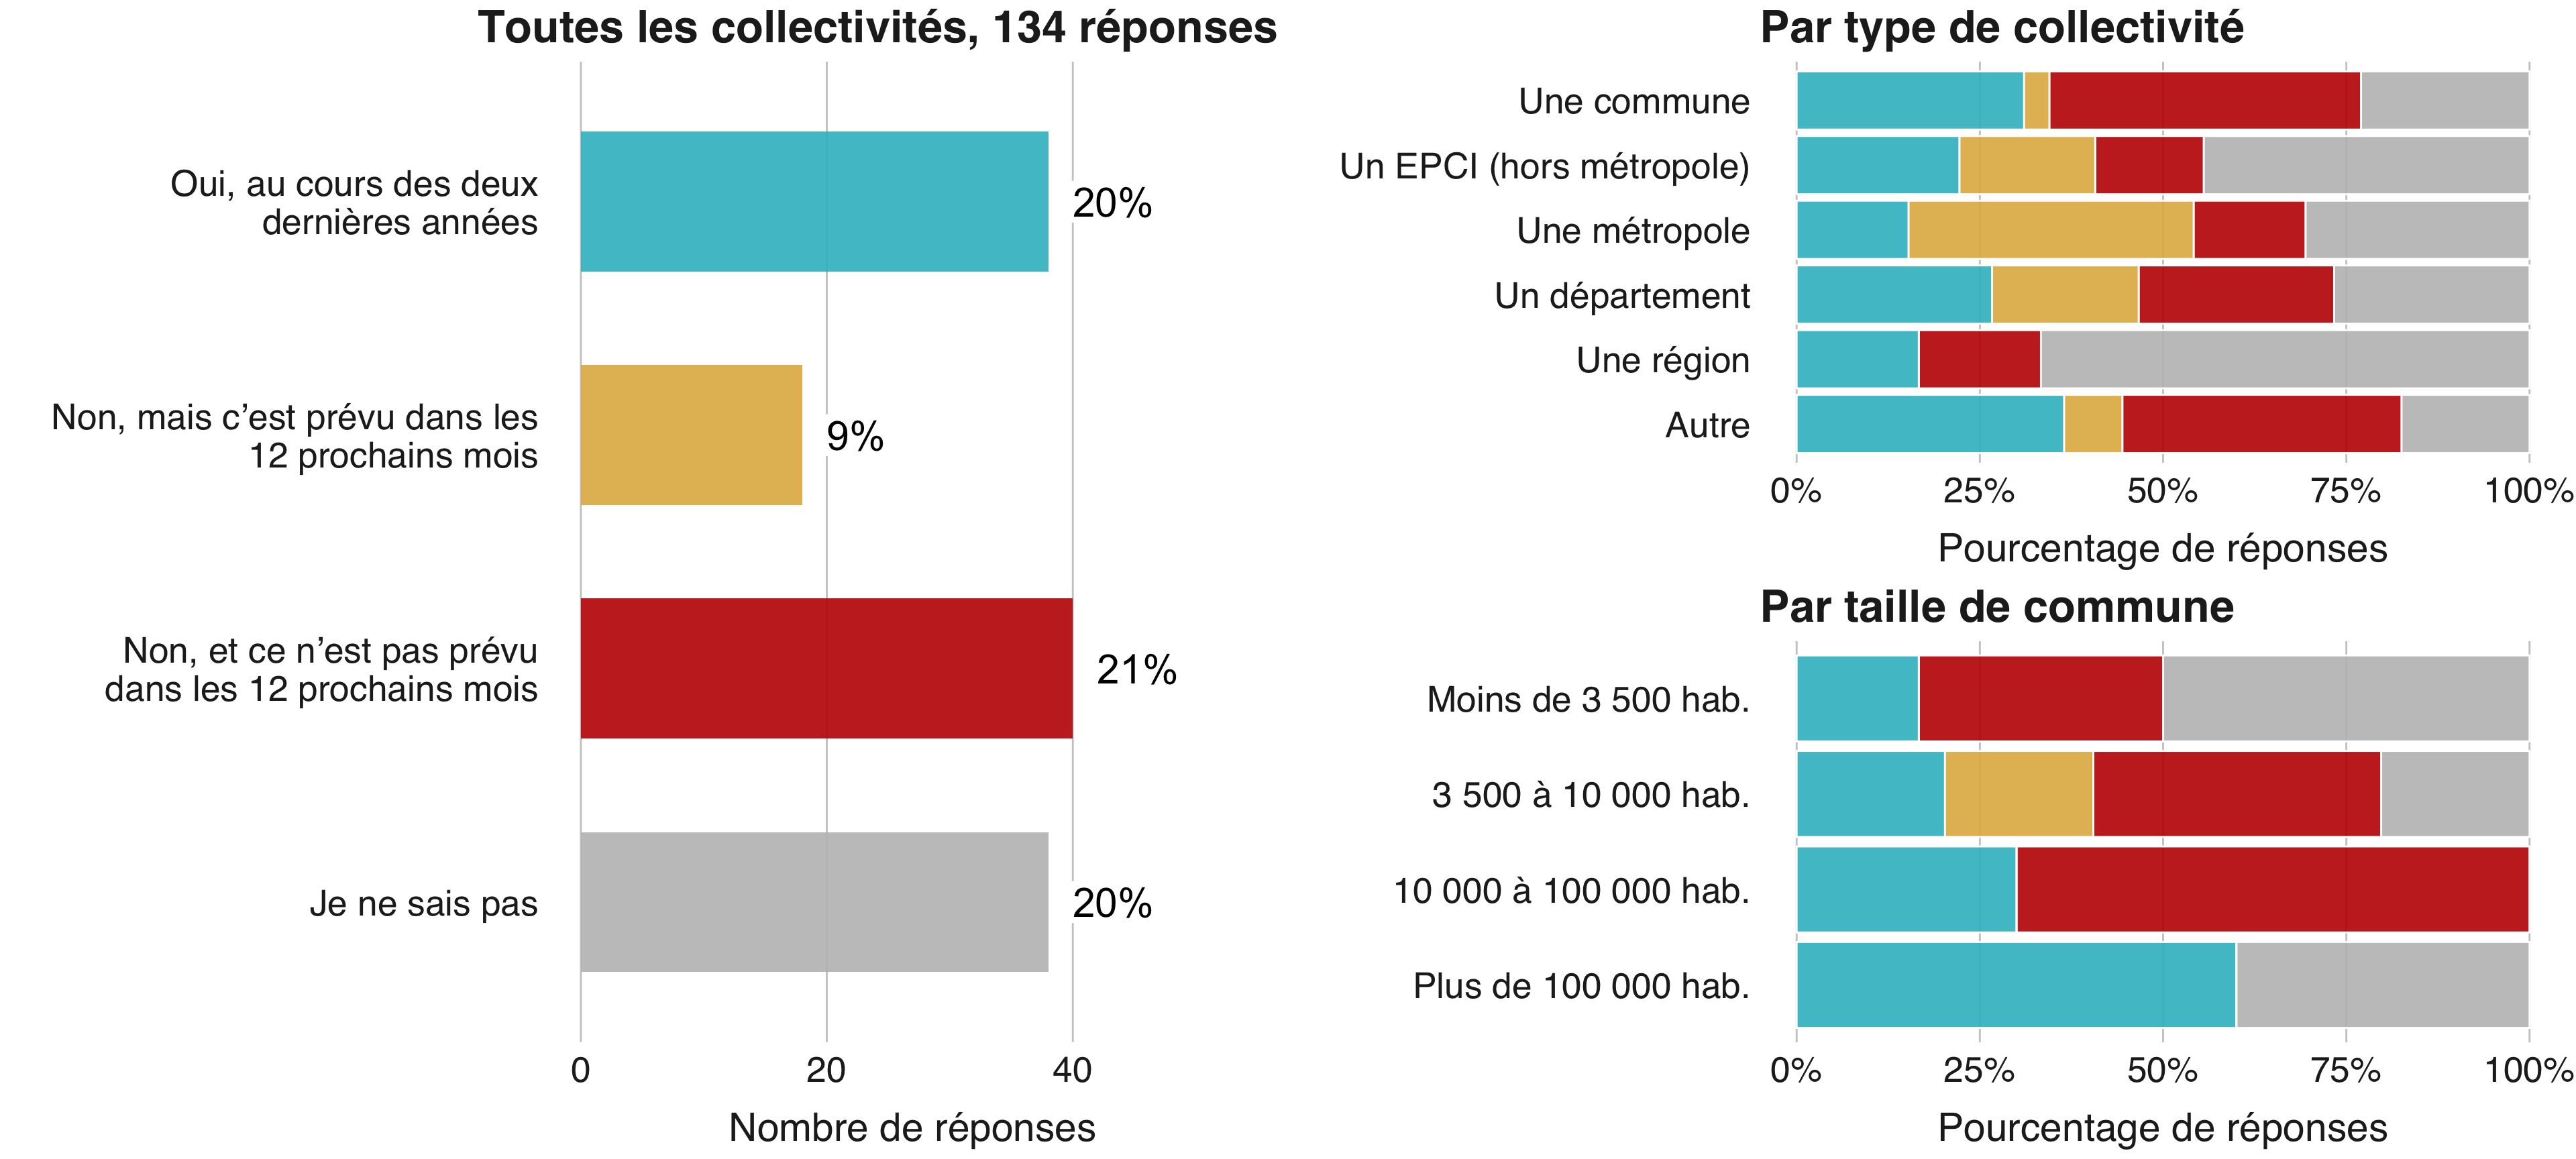 Toutes les collectivités, 134 réponses
Oui, au cours des deux
dernières années
20%
Non, mais c’est prévu dans les
12 prochains mois
9%
Non, et ce n’est pas prévu
dans les 12 prochains mois
21%
Je ne sais pas
20%
0 20 40
Nombre de réponses
Par type de collectivité
Une commune
Un EPCI (hors métropole)
Une métropole
Un département
Une région
Autre
0% 25% 50% 75% 100%
Pourcentage de réponses
Par taille de commune
Moins de 3 500 hab.
3 500 à 10 000 hab.
10 000 à 100 000 hab.
Plus de 100 000 hab.
0% 25% 50% 75% 100%
Pourcentage de réponses